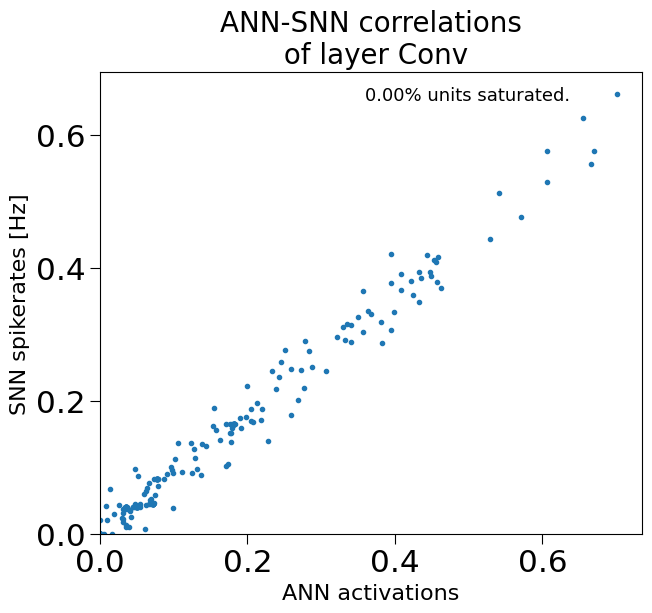 ANN-SNN correlations
of layer Conv
0.00% units saturated.
0.6
0.4
0.2
0.0
SNN spikerates [Hz]
0.0 0.2 0.4 0.6
ANN activations